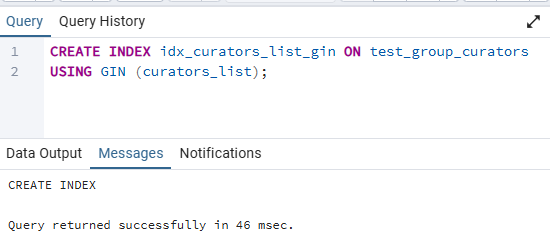 Query Query History
1 CREATE INDEX idx_curators_list_gin ON test_group_curators
2 USING GIN (curators_list);
Data Output Messages Notifications
CREATE INDEX
Query returned successfully in 46 msec.